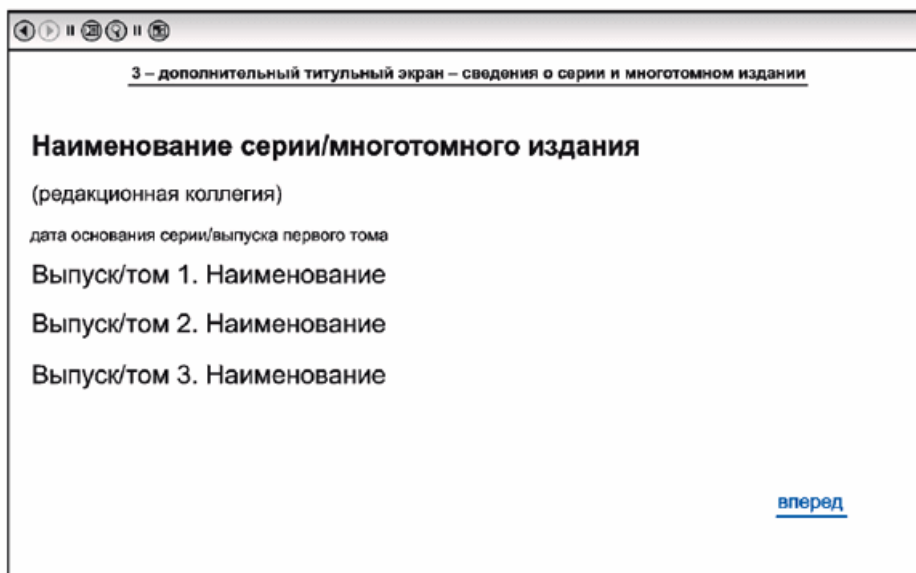 3 – дополнительный титульный экран – сведения о серии и многотомном издании
Наименование серии/многотомного издания
(редакционная коллегия)
дата основания серии/выпуска первого тома
Выпуск/том 1. Наименование
Выпуск/том 2. Наименование
Выпуск/том 3. Наименование
вперед